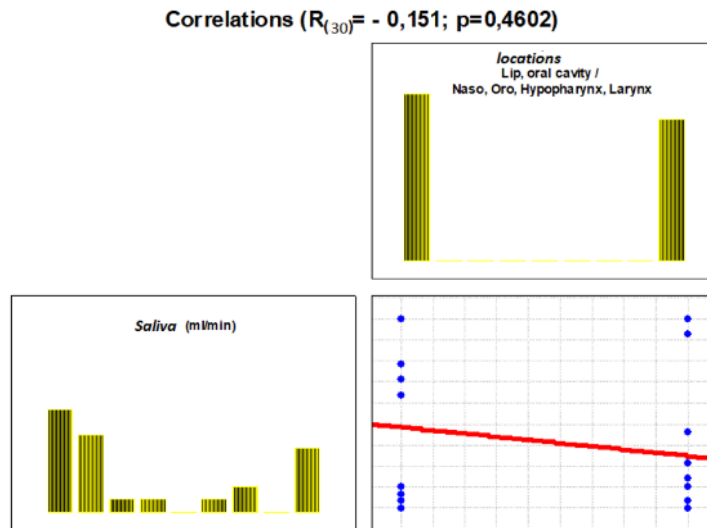 Correlations (R(30)= - 0,151; p=0,4602)
locations
Lip, oral cavity /
Naso, Oro, Hypopharynx, Larynx
Saliva (ml/min)